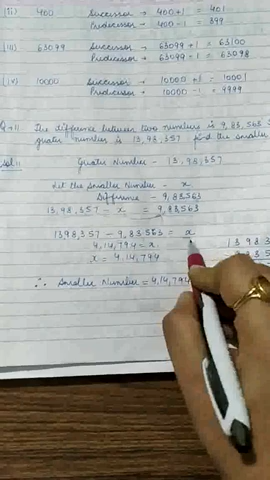 (ii) 400 Successor → 400+1 = 401
Predecessor → 400-1 = 399
(iii) 63099 Successor → 63099+1 = 63100
Predecessor → 63099-1 = 63098
(iv) 10000 Successor → 10000+1 = 10001
Predecessor → 10000-1 = 9999
Q.11 The difference between two numbers is 9,83,563
greater number is 13,98,357 find the smaller
Sol11 Greater Number - 13,98,357
Let the Smaller Number - x
Difference - 9,83,563
13,98,357 - x = 9,83,563
1398,357 - 9,83,563 = x
4,14,794 = x
x = 4,14,794
∴ Smaller Number = 4,14,794